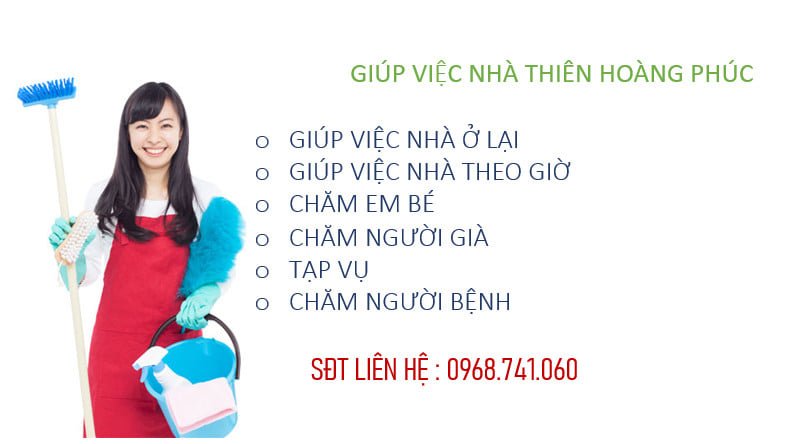 GIÚP VIỆC NHÀ THIÊN HOÀNG PHÚC
o GIÚP VIỆC NHÀ Ở LẠI
o GIÚP VIỆC NHÀ THEO GIỜ
o CHĂM EM BÉ
o CHĂM NGƯỜI GIÀ
o TẠP VỤ
o CHĂM NGƯỜI BỆNH
SĐT LIÊN HỆ : 0968.741.060